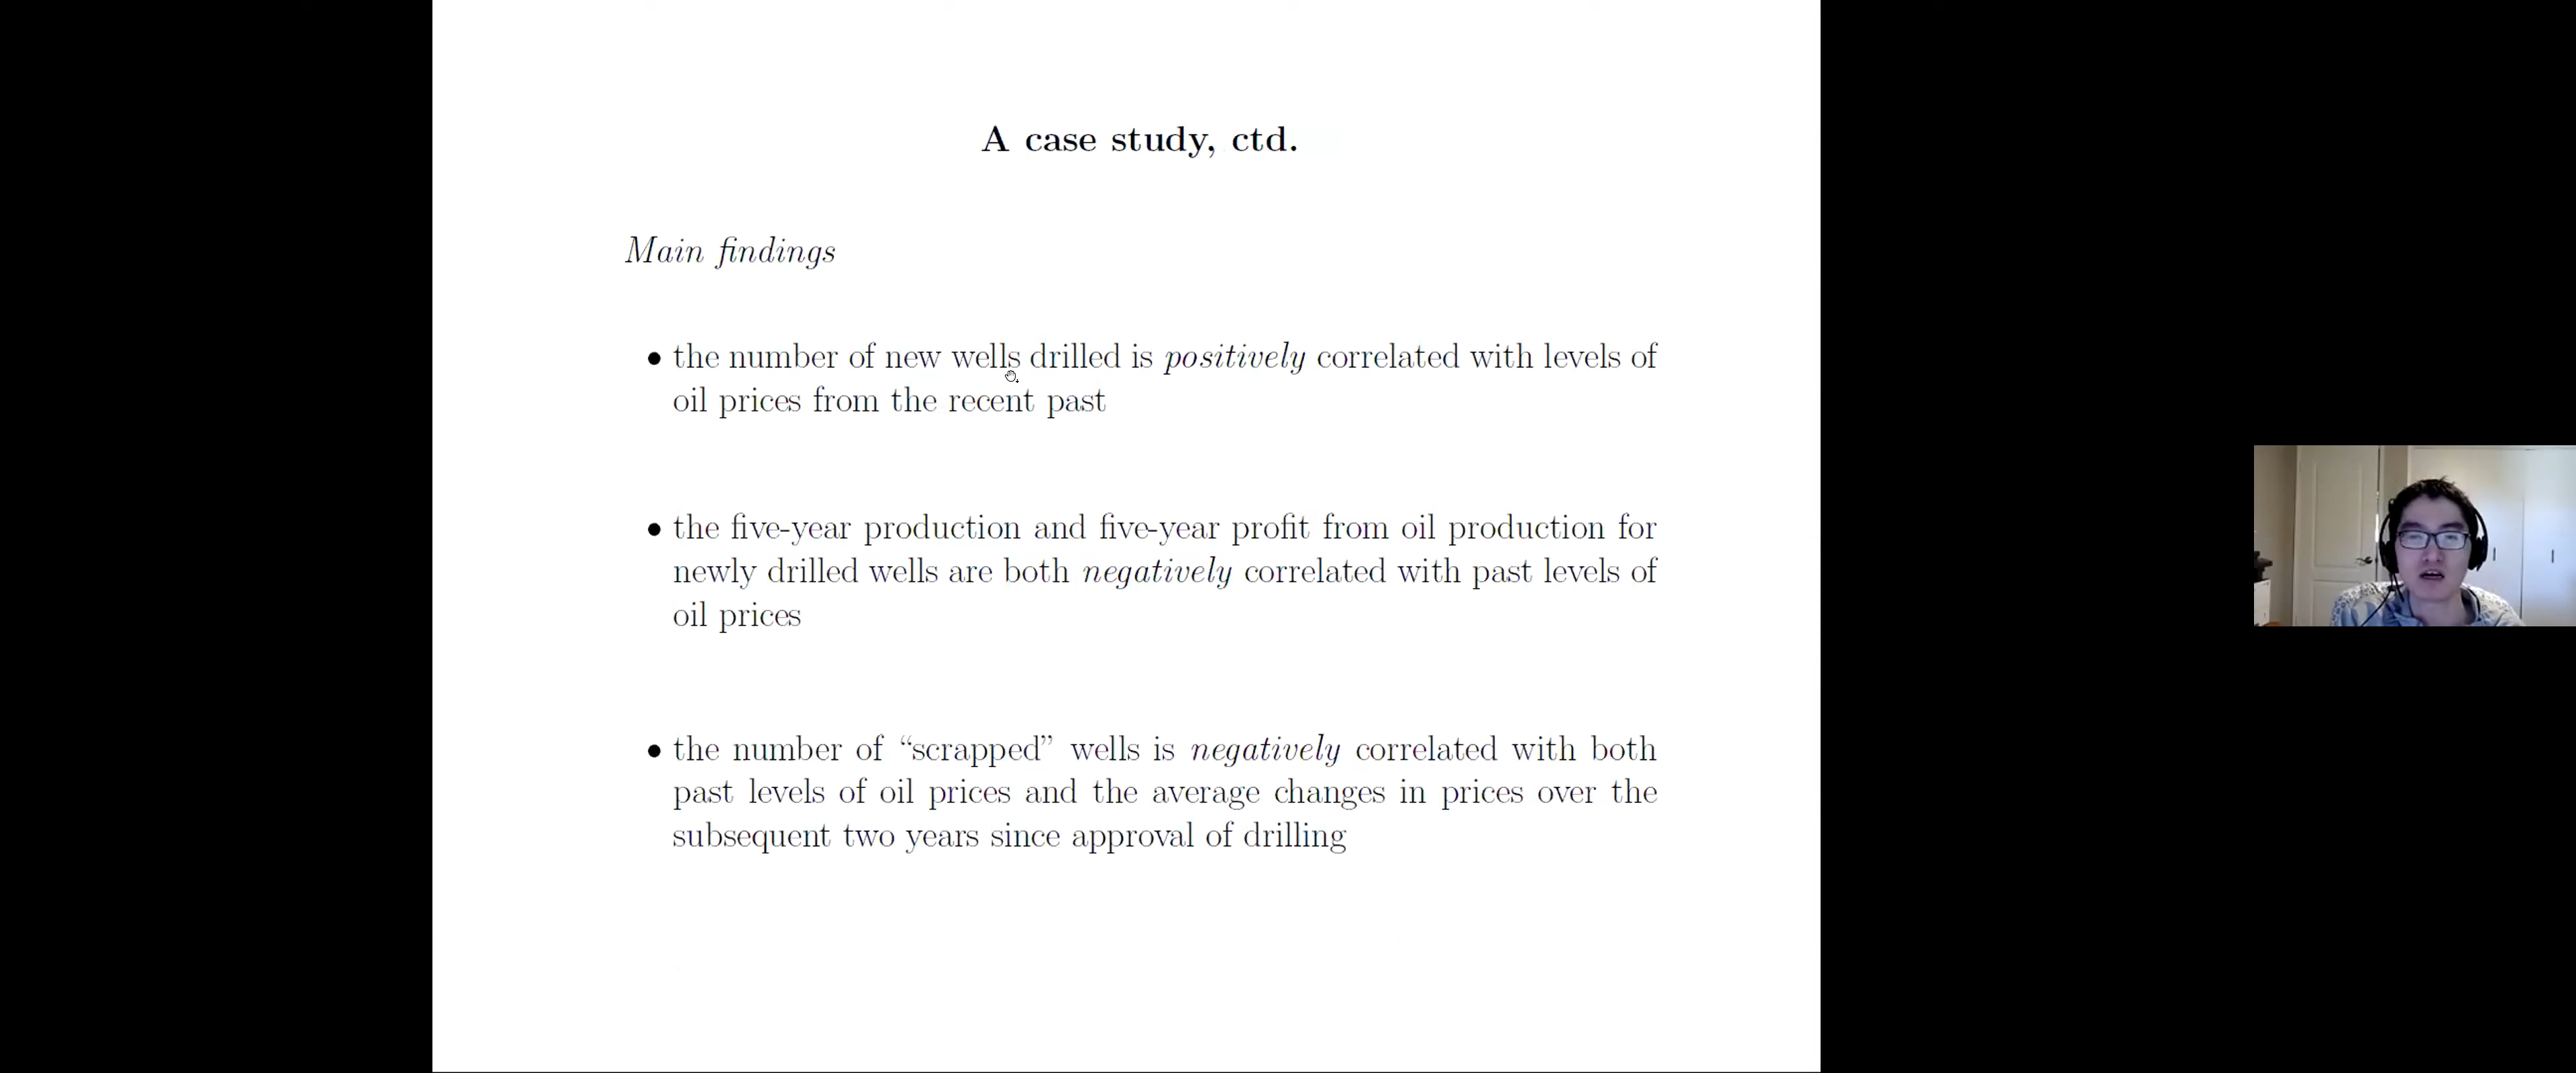 A case study, ctd.
Main findings
• the number of new wells drilled is positively correlated with levels of
oil prices from the recent past
• the five-year production and five-year profit from oil production for
newly drilled wells are both negatively correlated with past levels of
oil prices
• the number of “scrapped” wells is negatively correlated with both
past levels of oil prices and the average changes in prices over the
subsequent two years since approval of drilling